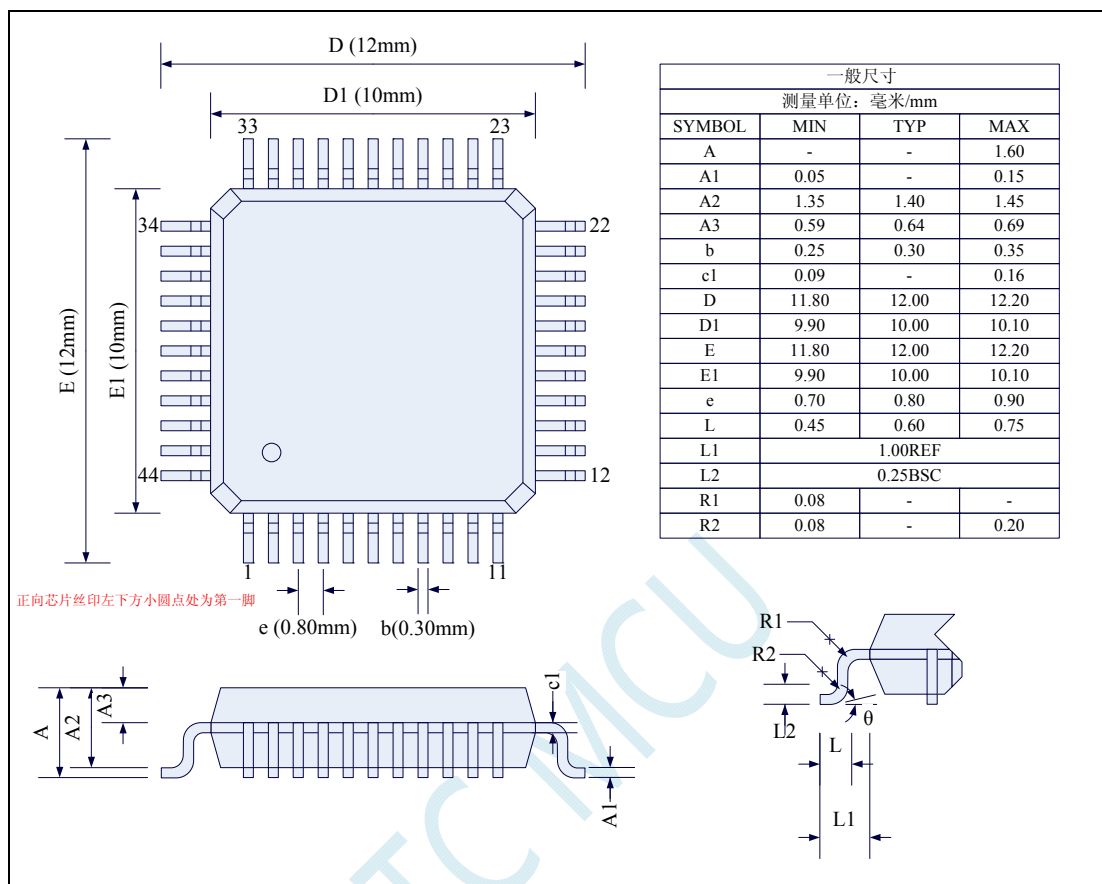 D (12mm)
D1 (10mm)
33 23
34 22
E (12mm)
E1 (10mm)
44 12
1 11
正向芯片丝印左下方小圆点处为第一脚
e (0.80mm) b(0.30mm)
一般尺寸
测量单位：毫米/mm
SYMBOL MIN TYP MAX
A - - 1.60
A1 0.05 - 0.15
A2 1.35 1.40 1.45
A3 0.59 0.64 0.69
b 0.25 0.30 0.35
c1 0.09 - 0.16
D 11.80 12.00 12.20
D1 9.90 10.00 10.10
E 11.80 12.00 12.20
E1 9.90 10.00 10.10
e 0.70 0.80 0.90
L 0.45 0.60 0.75
L1 1.00REF
L2 0.25BSC
R1 0.08 - -
R2 0.08 - 0.20
A
A2
A3
c1
A1
R1
R2
L2
θ
L
L1
TC MCU